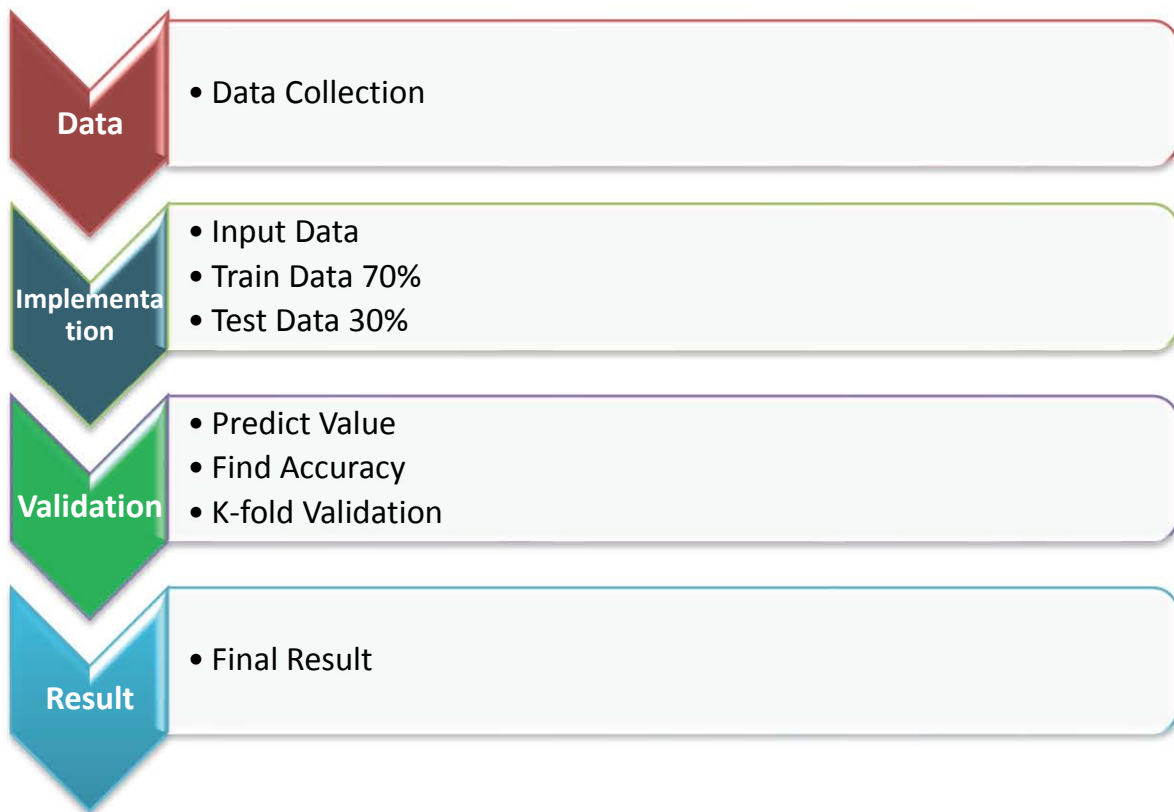 Data
• Data Collection
Implementa
tion
• Input Data
• Train Data 70%
• Test Data 30%
Validation
• Predict Value
• Find Accuracy
• K-fold Validation
Result
• Final Result